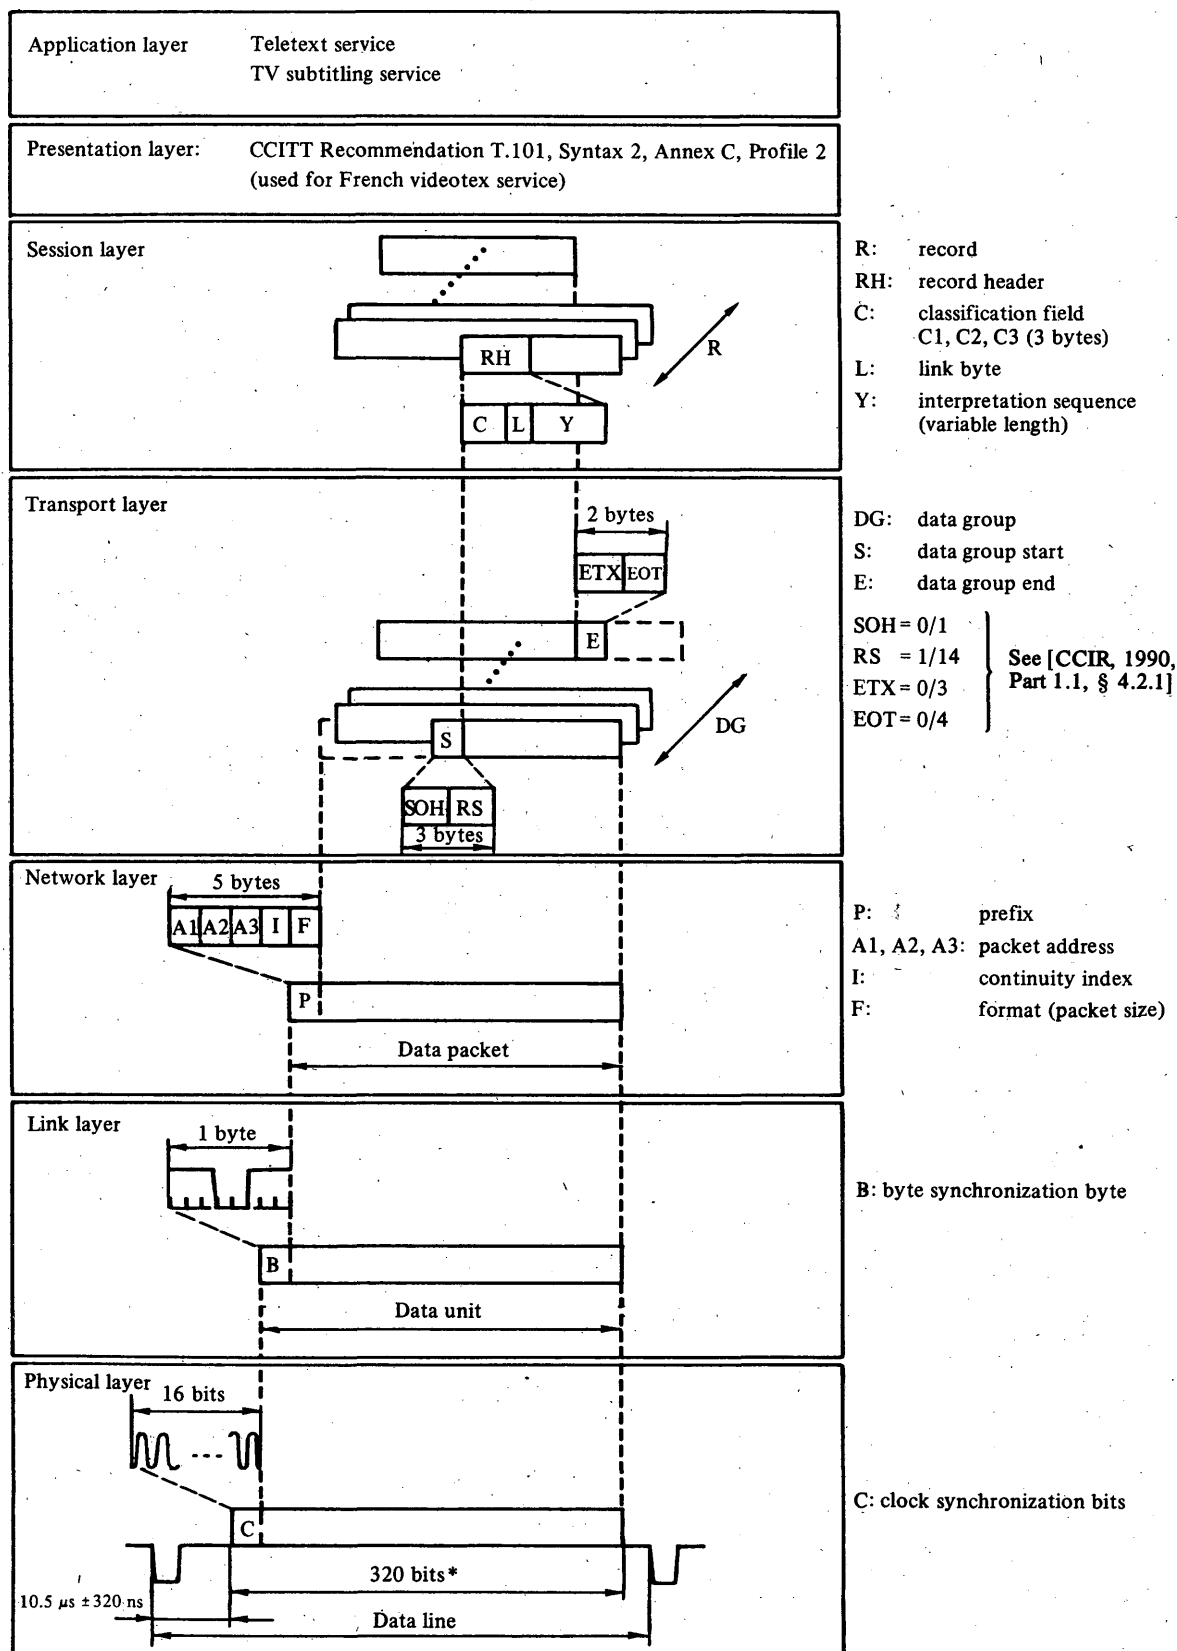 Application layer Teletext service
TV subtitling service
Presentation layer: CCITT Recommendation T.101, Syntax 2, Annex C, Profile 2
(used for French videotex service)
Session layer
RH
R
C L Y
R: record
RH: record header
C: classification field
C1, C2, C3 (3 bytes)
L: link byte
Y: interpretation sequence
(variable length)
Transport layer
2 bytes
ETX EOT
E
DG
S
SOH RS
3 bytes
DG: data group
S: data group start
E: data group end
SOH = 0/1
RS = 1/14
ETX = 0/3
EOT = 0/4
See [CCIR, 1990,
Part 1.1, § 4.2.1]
Network layer
5 bytes
A1 A2 A3 I F
P
Data packet
P: prefix
A1, A2, A3: packet address
I: continuity index
F: format (packet size)
Link layer
1 byte
B
Data unit
B: byte synchronization byte
Physical layer
16 bits
C
320 bits*
10.5 µs ± 320 ns
Data line
C: clock synchronization bits